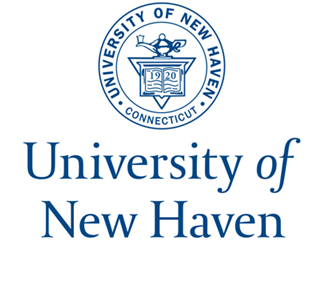 UNIVERSITY OF NEW HAVEN
1920
• CONNECTICUT •
University of
New Haven